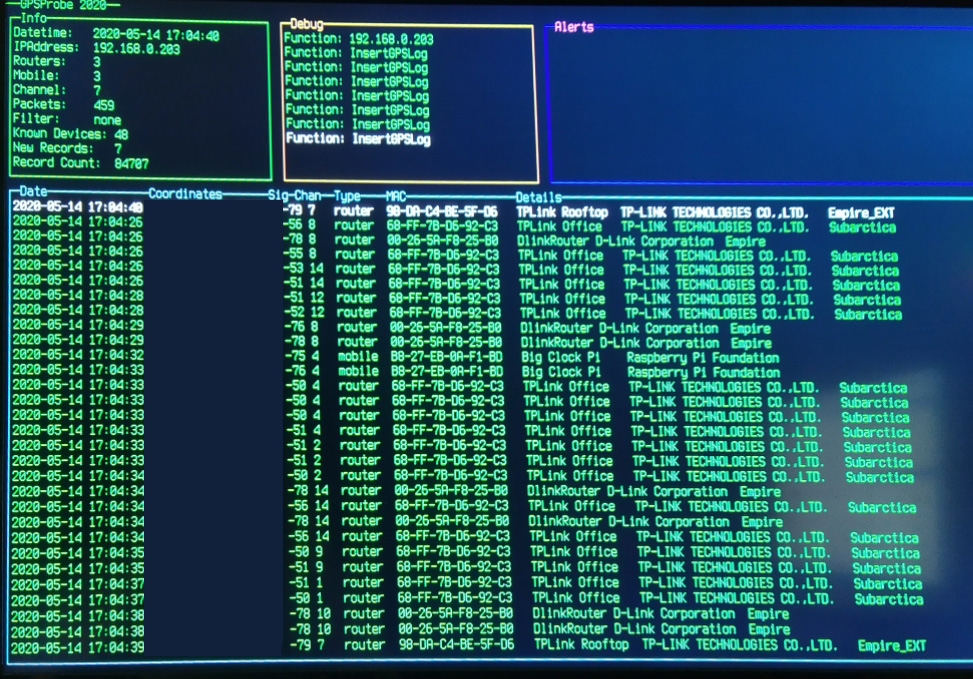 GPSProbe 2020
Info
Datetime: 2020-05-14 17:04:40
IPAddress: 192.168.0.203
Routers: 3
Mobile: 3
Channel: 7
Packets: 459
Filter: none
Known Devices: 48
New Records: 7
Record Count: 84707
Debug
Function: 192.168.0.203
Function: InsertGPSLog
Function: InsertGPSLog
Function: InsertGPSLog
Function: InsertGPSLog
Function: InsertGPSLog
Function: InsertGPSLog
Function: InsertGPSLog
Alerts
Date Coordinates Sig-Chan Type MAC Details
2020-05-14 17:04:40 -79 7 router 98-DA-C4-BE-5F-D6 TPLink Rooftop TP-LINK TECHNOLOGIES CO.,LTD. Empire_EXT
2020-05-14 17:04:26 -56 8 router 68-FF-7B-D6-92-C3 TPLink Office TP-LINK TECHNOLOGIES CO.,LTD. Subarctica
2020-05-14 17:04:26 -78 8 router 00-26-5A-F8-25-B0 DlinkRouter D-Link Corporation Empire
2020-05-14 17:04:26 -55 8 router 68-FF-7B-D6-92-C3 TPLink Office TP-LINK TECHNOLOGIES CO.,LTD. Subarctica
2020-05-14 17:04:26 -53 14 router 68-FF-7B-D6-92-C3 TPLink Office TP-LINK TECHNOLOGIES CO.,LTD. Subarctica
2020-05-14 17:04:26 -51 14 router 68-FF-7B-D6-92-C3 TPLink Office TP-LINK TECHNOLOGIES CO.,LTD. Subarctica
2020-05-14 17:04:28 -51 12 router 68-FF-7B-D6-92-C3 TPLink Office TP-LINK TECHNOLOGIES CO.,LTD. Subarctica
2020-05-14 17:04:28 -52 12 router 68-FF-7B-D6-92-C3 TPLink Office TP-LINK TECHNOLOGIES CO.,LTD. Subarctica
2020-05-14 17:04:29 -76 8 router 00-26-5A-F8-25-B0 DlinkRouter D-Link Corporation Empire
2020-05-14 17:04:29 -78 8 router 00-26-5A-F8-25-B0 DlinkRouter D-Link Corporation Empire
2020-05-14 17:04:32 -75 4 mobile B8-27-EB-0A-F1-BD Big Clock Pi Raspberry Pi Foundation
2020-05-14 17:04:33 -76 4 mobile B8-27-EB-0A-F1-BD Big Clock Pi Raspberry Pi Foundation
2020-05-14 17:04:33 -50 4 router 68-FF-7B-D6-92-C3 TPLink Office TP-LINK TECHNOLOGIES CO.,LTD. Subarctica
2020-05-14 17:04:33 -50 4 router 68-FF-7B-D6-92-C3 TPLink Office TP-LINK TECHNOLOGIES CO.,LTD. Subarctica
2020-05-14 17:04:33 -50 4 router 68-FF-7B-D6-92-C3 TPLink Office TP-LINK TECHNOLOGIES CO.,LTD. Subarctica
2020-05-14 17:04:33 -51 4 router 68-FF-7B-D6-92-C3 TPLink Office TP-LINK TECHNOLOGIES CO.,LTD. Subarctica
2020-05-14 17:04:33 -51 2 router 68-FF-7B-D6-92-C3 TPLink Office TP-LINK TECHNOLOGIES CO.,LTD. Subarctica
2020-05-14 17:04:33 -51 2 router 68-FF-7B-D6-92-C3 TPLink Office TP-LINK TECHNOLOGIES CO.,LTD. Subarctica
2020-05-14 17:04:34 -50 2 router 68-FF-7B-D6-92-C3 TPLink Office TP-LINK TECHNOLOGIES CO.,LTD. Subarctica
2020-05-14 17:04:34 -78 14 router 00-26-5A-F8-25-B0 DlinkRouter D-Link Corporation Empire
2020-05-14 17:04:34 -56 14 router 68-FF-7B-D6-92-C3 TPLink Office TP-LINK TECHNOLOGIES CO.,LTD. Subarctica
2020-05-14 17:04:34 -78 14 router 00-26-5A-F8-25-B0 DlinkRouter D-Link Corporation Empire
2020-05-14 17:04:34 -56 14 router 68-FF-7B-D6-92-C3 TPLink Office TP-LINK TECHNOLOGIES CO.,LTD. Subarctica
2020-05-14 17:04:35 -50 9 router 68-FF-7B-D6-92-C3 TPLink Office TP-LINK TECHNOLOGIES CO.,LTD. Subarctica
2020-05-14 17:04:35 -51 9 router 68-FF-7B-D6-92-C3 TPLink Office TP-LINK TECHNOLOGIES CO.,LTD. Subarctica
2020-05-14 17:04:37 -51 1 router 68-FF-7B-D6-92-C3 TPLink Office TP-LINK TECHNOLOGIES CO.,LTD. Subarctica
2020-05-14 17:04:37 -50 1 router 68-FF-7B-D6-92-C3 TPLink Office TP-LINK TECHNOLOGIES CO.,LTD. Subarctica
2020-05-14 17:04:38 -78 10 router 00-26-5A-F8-25-B0 DlinkRouter D-Link Corporation Empire
2020-05-14 17:04:38 -78 10 router 00-26-5A-F8-25-B0 DlinkRouter D-Link Corporation Empire
2020-05-14 17:04:39 -79 7 router 98-DA-C4-BE-5F-D6 TPLink Rooftop TP-LINK TECHNOLOGIES CO.,LTD. Empire_EXT